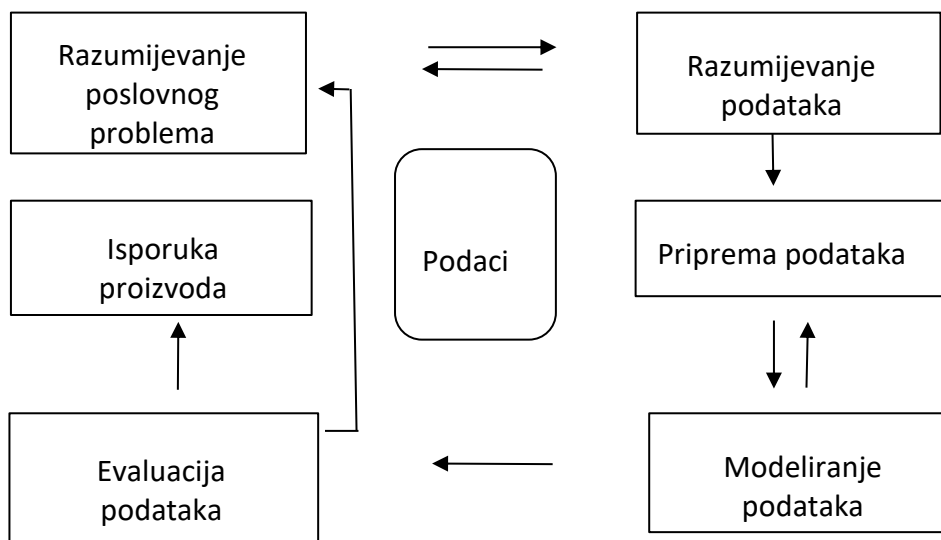 Razumijevanje
poslovnog
problema
Razumijevanje
podataka
Isporuka
proizvoda
Podaci
Priprema podataka
Evaluacija
podataka
Modeliranje
podataka